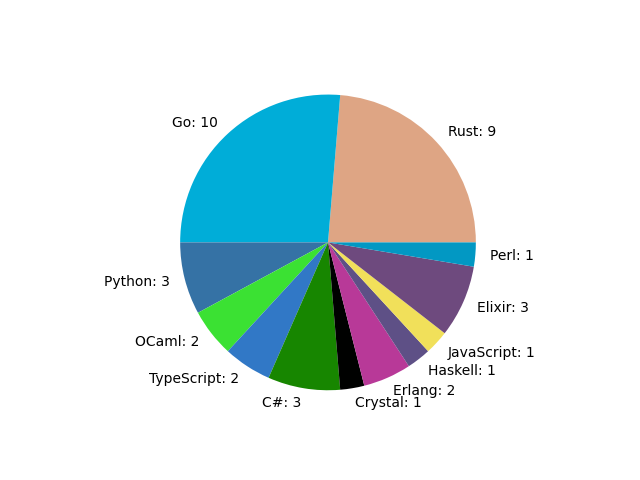 Go: 10
Rust: 9
Perl: 1
Python: 3
Elixir: 3
OCaml: 2
JavaScript: 1
Haskell: 1
TypeScript: 2
Erlang: 2
C#: 3
Crystal: 1